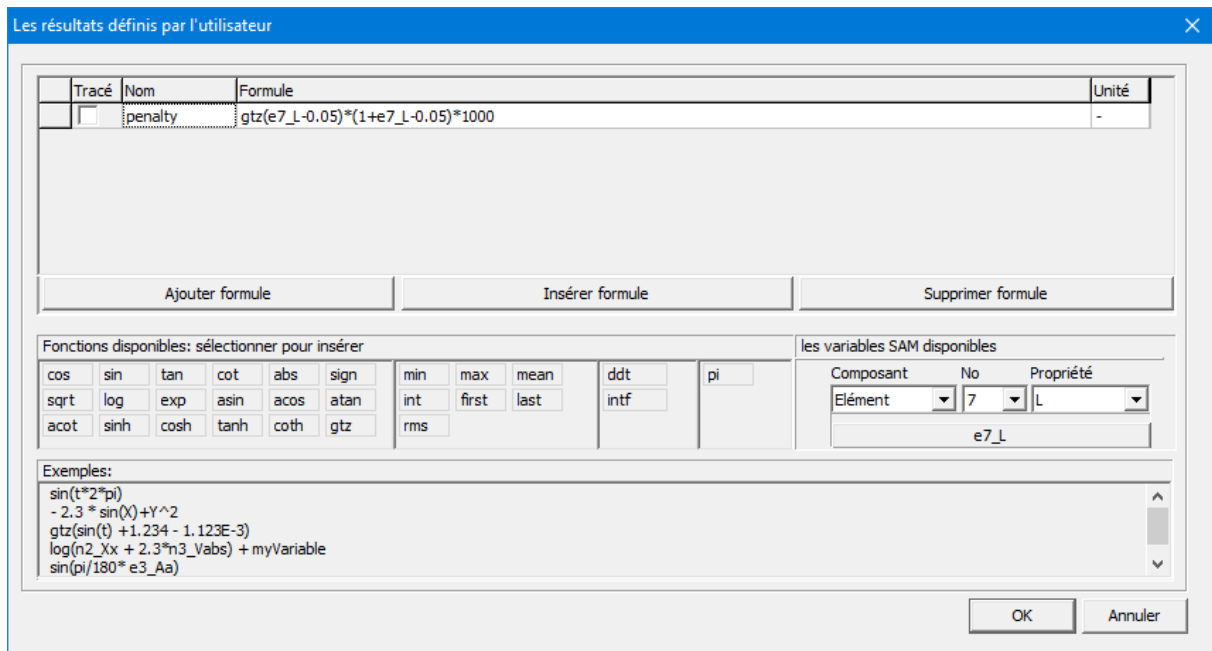 Les résultats définis par l'utilisateur
Tracé Nom Formule Unité
penalty gtz(e7_L-0.05)*(1+e7_L-0.05)*1000 -
Ajouter formule Insérer formule Supprimer formule
Fonctions disponibles: sélectionner pour insérer les variables SAM disponibles
cos sin tan cot abs sign min max mean ddt pi Composant No Propriété
sqrt log exp asin acos atan int first last intf Elément 7 L
acot sinh cosh tanh coth gtz rms e7_L
Exemples:
sin(t*2*pi)
- 2.3 * sin(X)+Y^2
gtz(sin(t) +1.234 - 1.123E-3)
log(n2_Xx + 2.3*n3_Vabs) + myVariable
sin(pi/180* e3_Aa)
OK Annuler